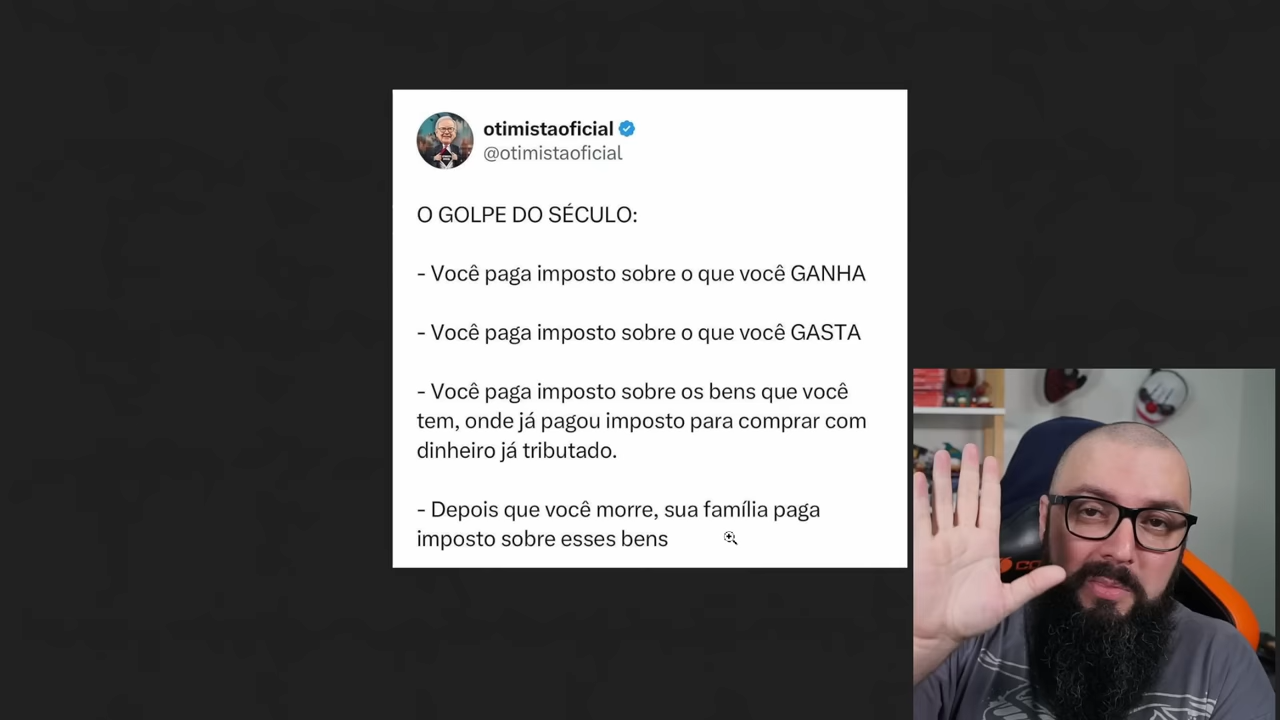 otimistaoficial
@otimistaoficial
O GOLPE DO SÉCULO:
- Você paga imposto sobre o que você GANHA
- Você paga imposto sobre o que você GASTA
- Você paga imposto sobre os bens que você
tem, onde já pagou imposto para comprar com
dinheiro já tributado.
- Depois que você morre, sua família paga
imposto sobre esses bens